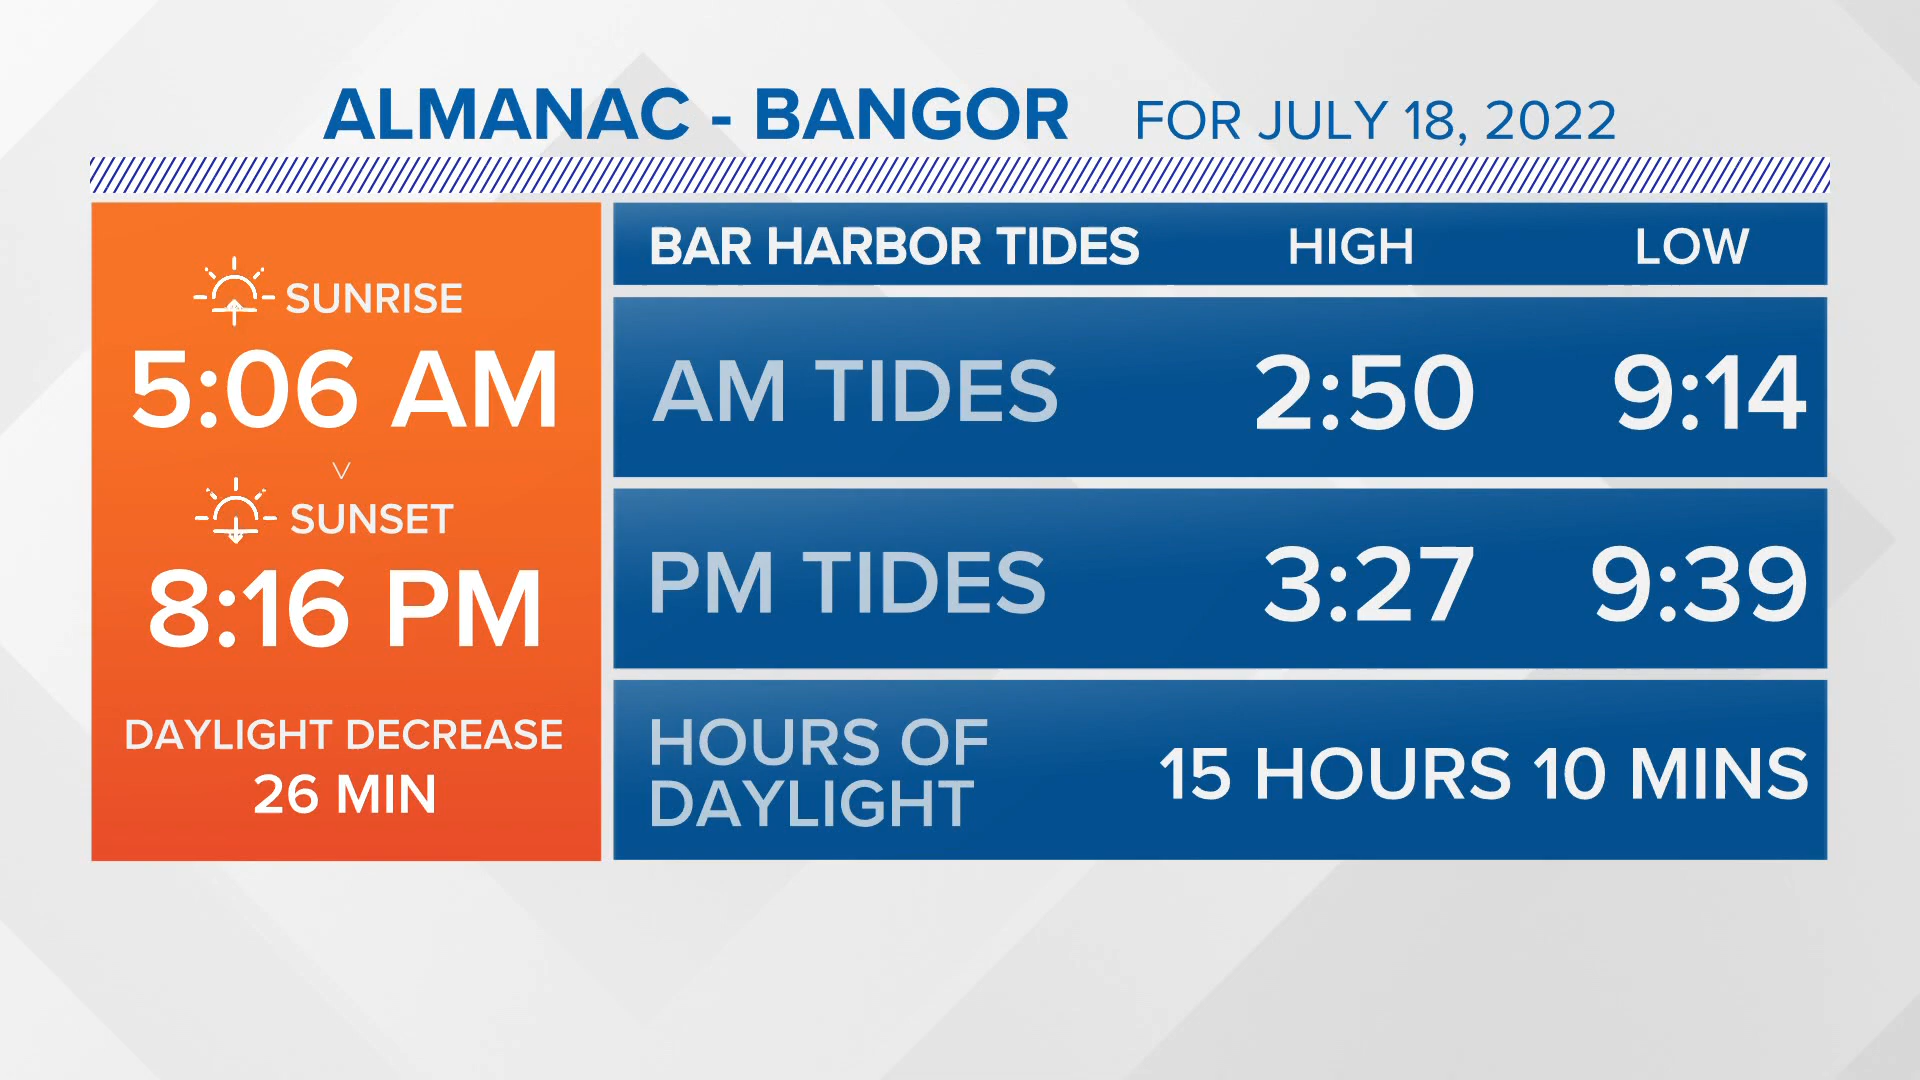 ALMANAC - BANGOR FOR JULY 18, 2022
SUNRISE
5:06 AM
SUNSET
8:16 PM
DAYLIGHT DECREASE
26 MIN
BAR HARBOR TIDES HIGH LOW
AM TIDES 2:50 9:14
PM TIDES 3:27 9:39
HOURS OF
DAYLIGHT
15 HOURS 10 MINS